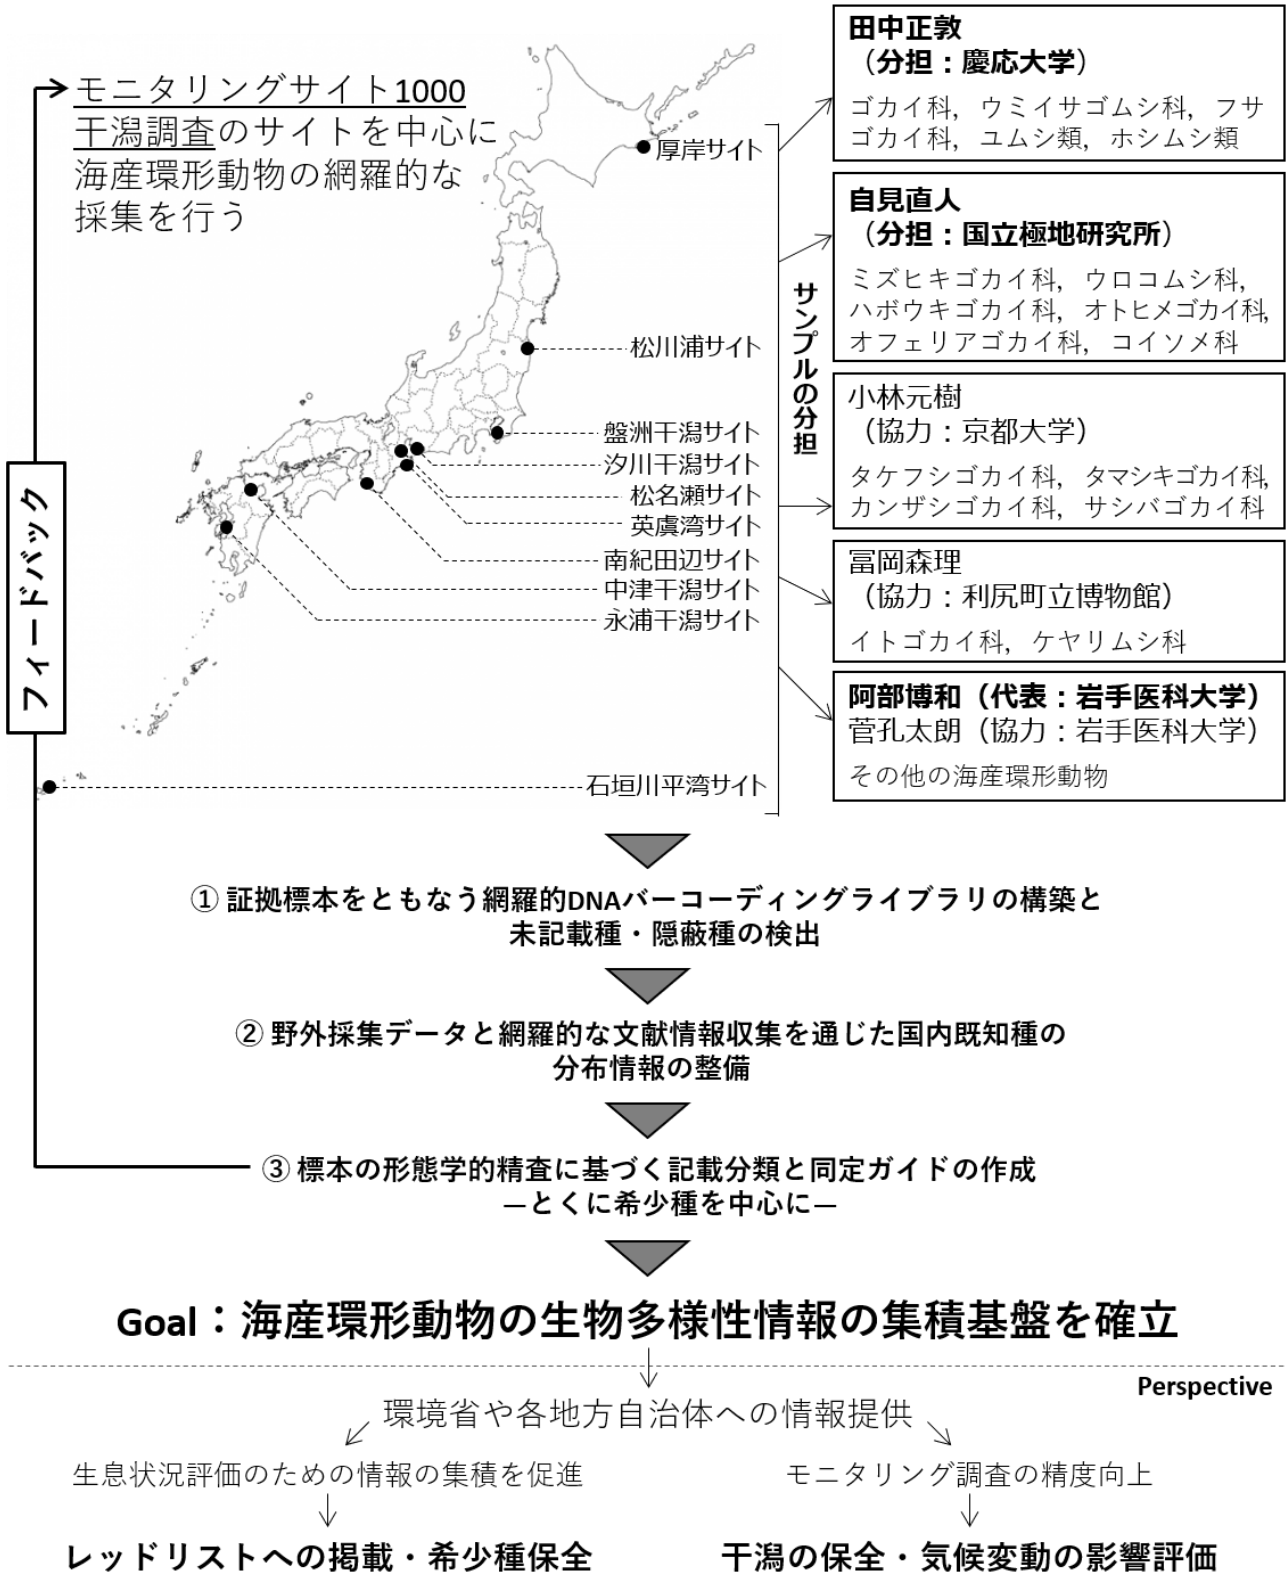 モニタリングサイト1000
干潟調査のサイトを中心に
海産環形動物の網羅的な
採集を行う
フィードバック
厚岸サイト
松川浦サイト
盤洲干潟サイト
汐川干潟サイト
松名瀬サイト
英虞湾サイト
南紀田辺サイト
中津干潟サイト
永浦干潟サイト
石垣川平湾サイト
サンプルの分担
田中正敦
（分担：慶応大学）
ゴカイ科，ウミイサゴムシ科，フサ
ゴカイ科，ユムシ類，ホシムシ類
自見直人
（分担：国立極地研究所）
ミズヒキゴカイ科，ウロコムシ科，
ハボウキゴカイ科，オトヒメゴカイ科，
オフェリアゴカイ科，コイソメ科
小林元樹
（協力：京都大学）
タケフシゴカイ科，タマシキゴカイ科，
カンザシゴカイ科，サシバゴカイ科
冨岡森理
（協力：利尻町立博物館）
イトゴカイ科，ケヤリムシ科
阿部博和（代表：岩手医科大学）
菅孔太朗（協力：岩手医科大学）
その他の海産環形動物
① 証拠標本をともなう網羅的DNAバーコーディングライブラリの構築と
未記載種・隠蔽種の検出
② 野外採集データと網羅的な文献情報収集を通じた国内既知種の
分布情報の整備
③ 標本の形態学的精査に基づく記載分類と同定ガイドの作成
―とくに希少種を中心に―
Goal：海産環形動物の生物多様性情報の集積基盤を確立
Perspective
環境省や各地方自治体への情報提供
生息状況評価のための情報の集積を促進
モニタリング調査の精度向上
レッドリストへの掲載・希少種保全
干潟の保全・気候変動の影響評価